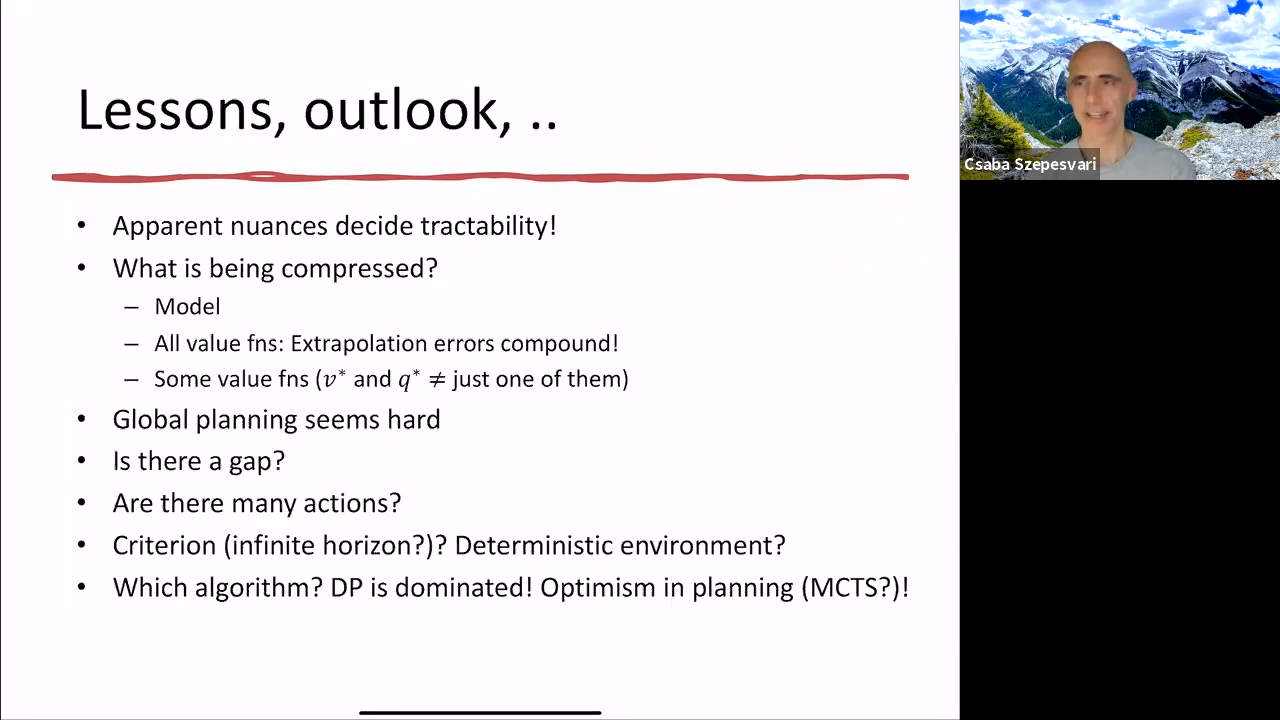 Lessons, outlook, ..
Csaba Szepesvari
• Apparent nuances decide tractability!
• What is being compressed?
– Model
– All value fns: Extrapolation errors compound!
– Some value fns (𝑣* and 𝑞* ≠ just one of them)
• Global planning seems hard
• Is there a gap?
• Are there many actions?
• Criterion (infinite horizon?)? Deterministic environment?
• Which algorithm? DP is dominated! Optimism in planning (MCTS?)!